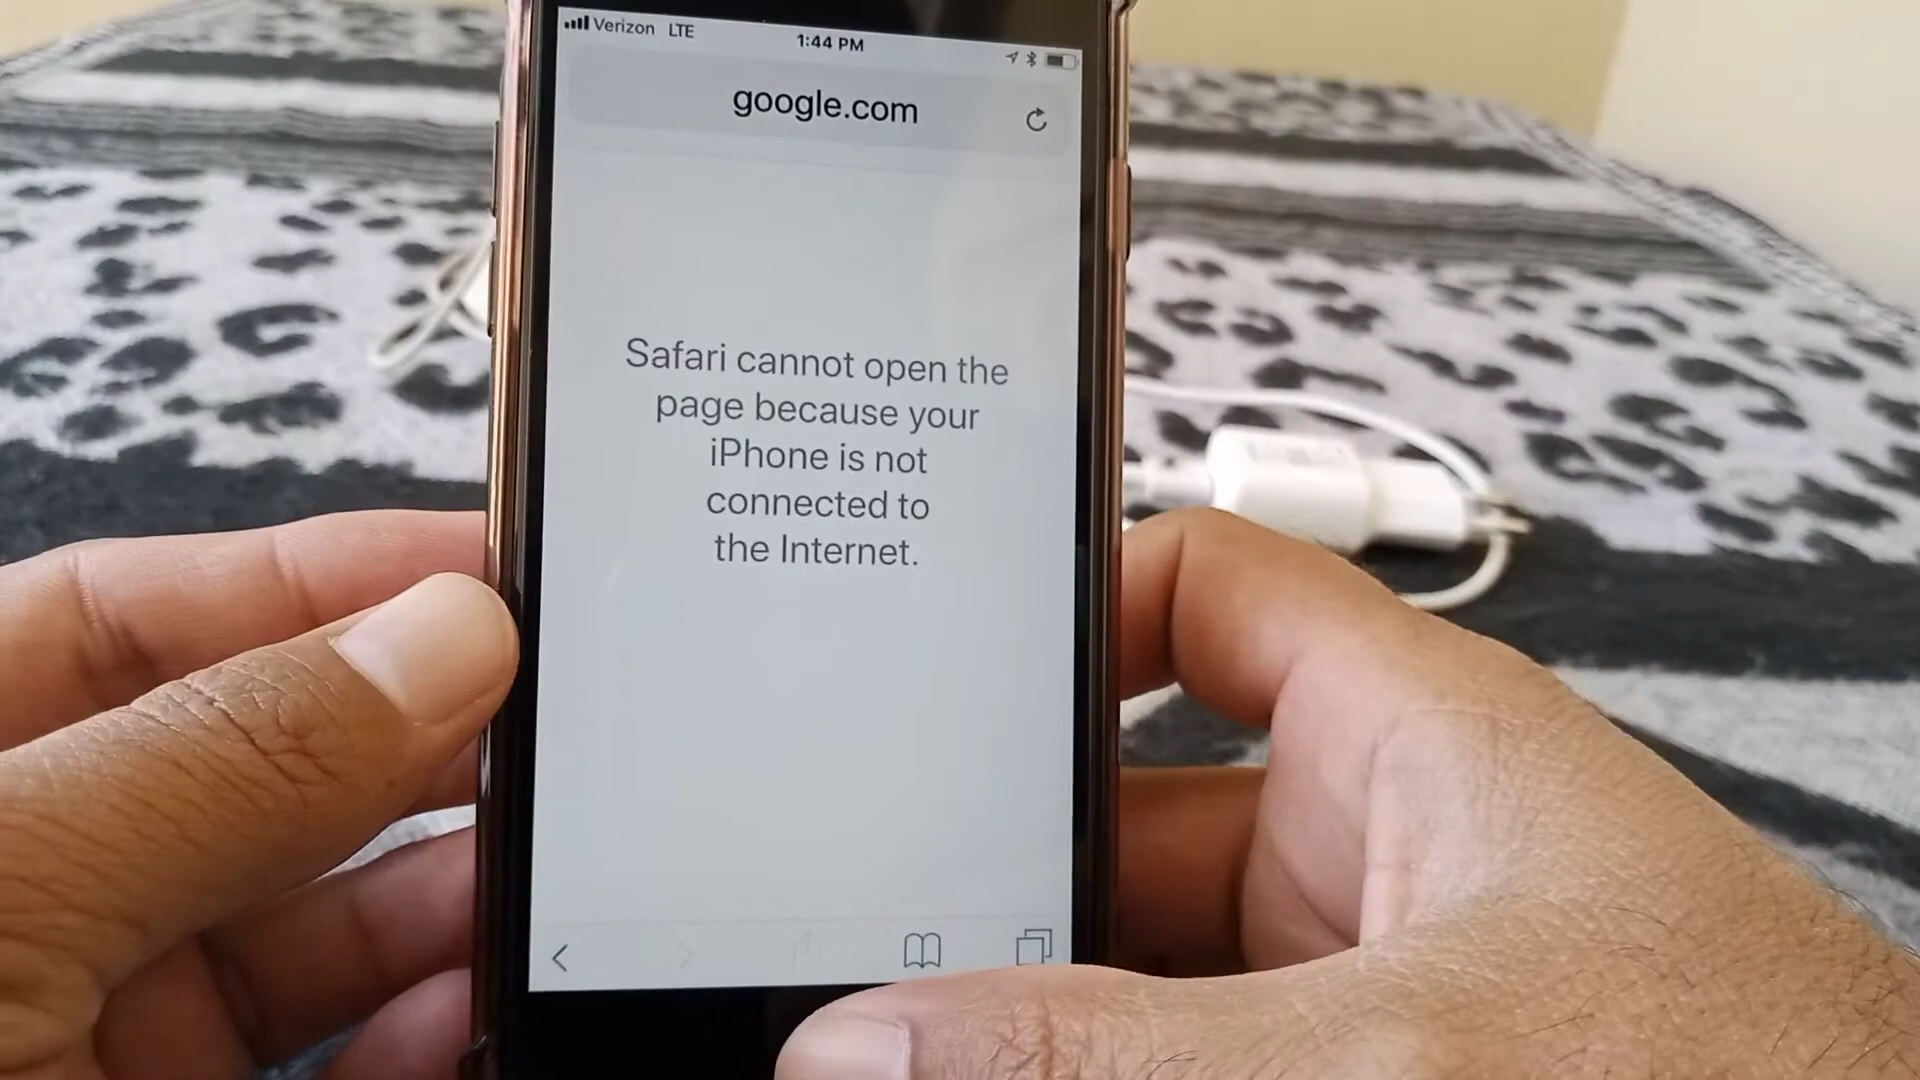 Verizon LTE 1:44 PM
google.com
Safari cannot open the
page because your
iPhone is not
connected to
the Internet.